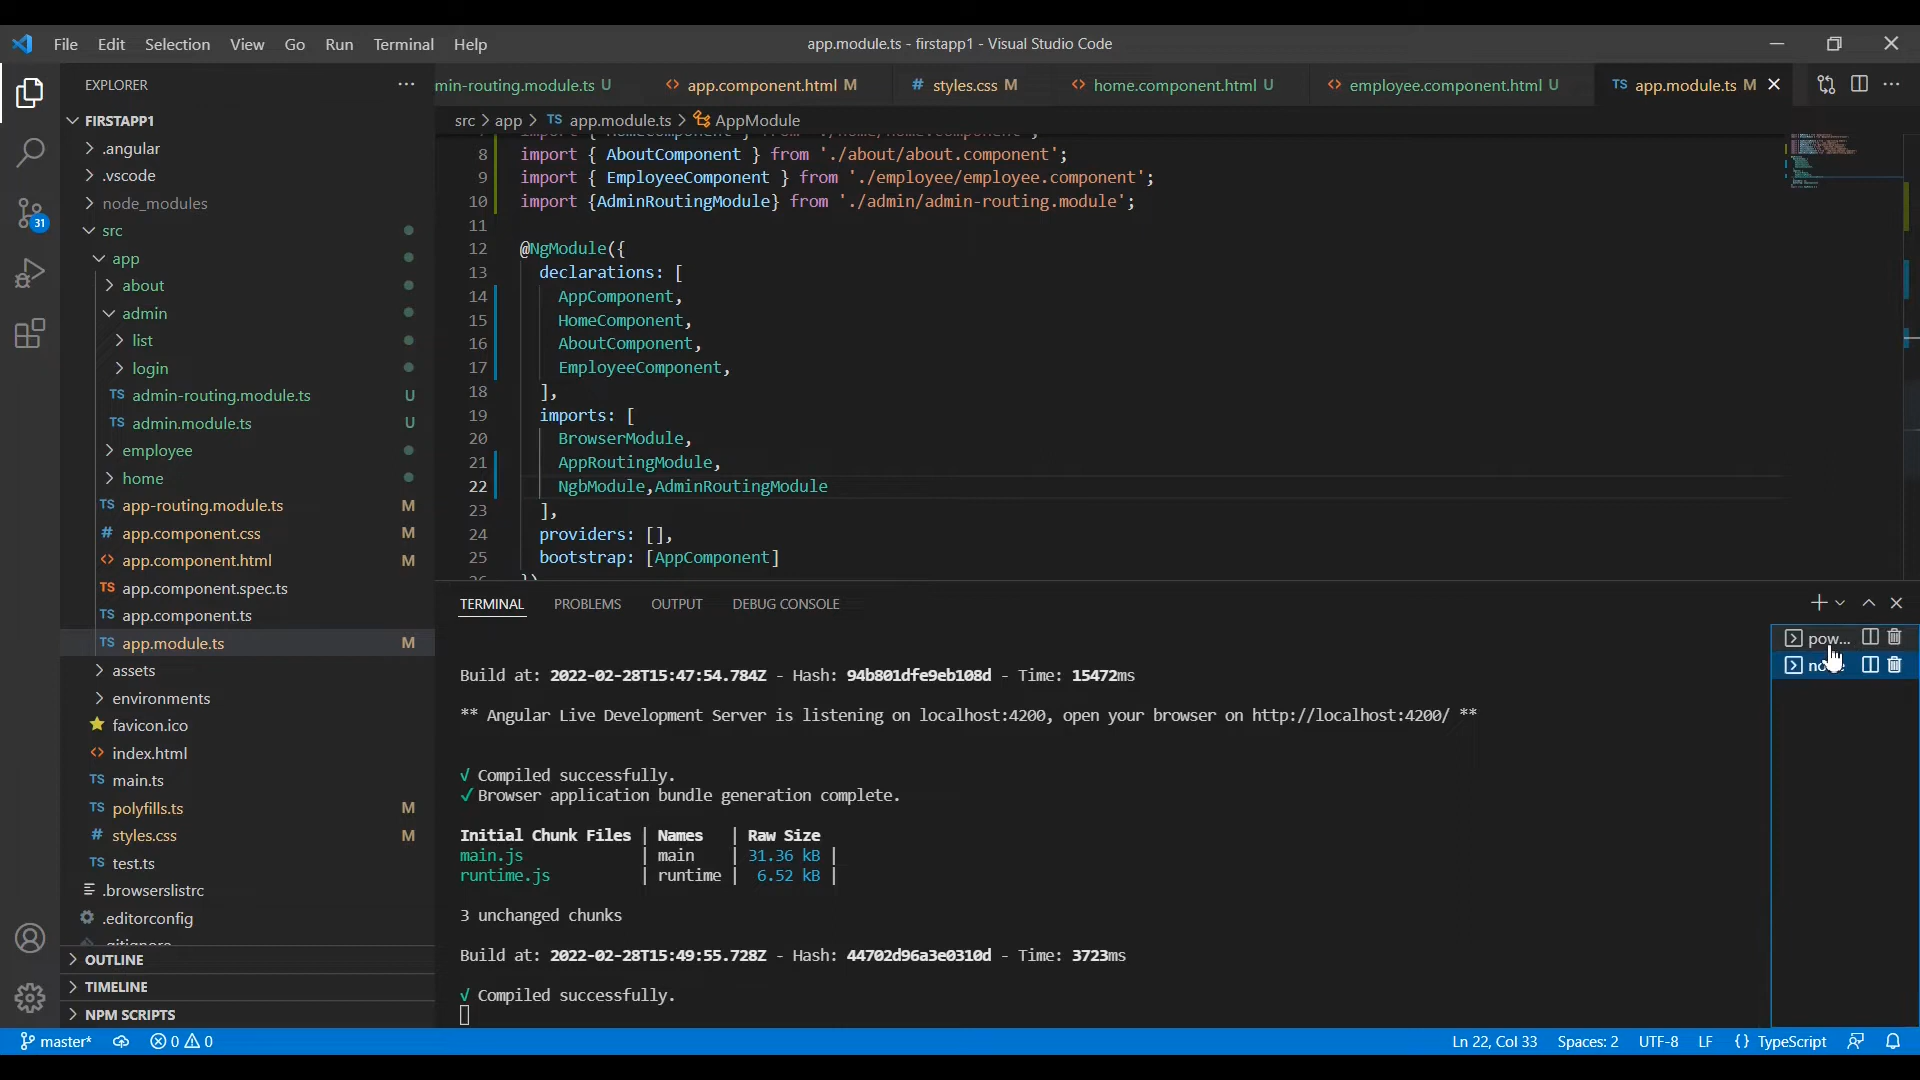 File Edit Selection View Go Run Terminal Help
app.module.ts - firstapp1 - Visual Studio Code
EXPLORER
FIRSTAPP1
.angular
.vscode
node_modules
src
app
about
admin
list
login
TS admin-routing.module.ts U
TS admin.module.ts U
employee
home
TS app-routing.module.ts M
# app.component.css M
<> app.component.html M
TS app.component.spec.ts
TS app.component.ts
TS app.module.ts M
assets
environments
favicon.ico
<> index.html
TS main.ts
TS polyfills.ts M
# styles.css M
TS test.ts
.browserslistrc
.editorconfig
OUTLINE
TIMELINE
NPM SCRIPTS
31
min-routing.module.ts U
<> app.component.html M
# styles.css M
<> home.component.html U
<> employee.component.html U
TS app.module.ts M
src > app > TS app.module.ts > AppModule
8 import { AboutComponent } from './about/about.component';
9 import { EmployeeComponent } from './employee/employee.component';
10 import {AdminRoutingModule} from './admin/admin-routing.module';
11
12 @NgModule({
13 declarations: [
14 AppComponent,
15 HomeComponent,
16 AboutComponent,
17 EmployeeComponent,
18 ],
19 imports: [
20 BrowserModule,
21 AppRoutingModule,
22 NgbModule,AdminRoutingModule
23 ],
24 providers: [],
25 bootstrap: [AppComponent]
TERMINAL PROBLEMS OUTPUT DEBUG CONSOLE
pow...
Build at: 2022-02-28T15:47:54.784Z - Hash: 94b801dfe9eb108d - Time: 15472ms
** Angular Live Development Server is listening on localhost:4200, open your browser on http://localhost:4200/ **
√ Compiled successfully.
✓ Browser application bundle generation complete.
Initial Chunk Files | Names | Raw Size
main.js | main | 31.36 kB |
runtime.js | runtime | 6.52 kB |
3 unchanged chunks
Build at: 2022-02-28T15:49:55.728Z - Hash: 44702d96a3e0310d - Time: 3723ms
√ Compiled successfully.
master* 0 0 Ln 22, Col 33 Spaces: 2 UTF-8 LF {} TypeScript